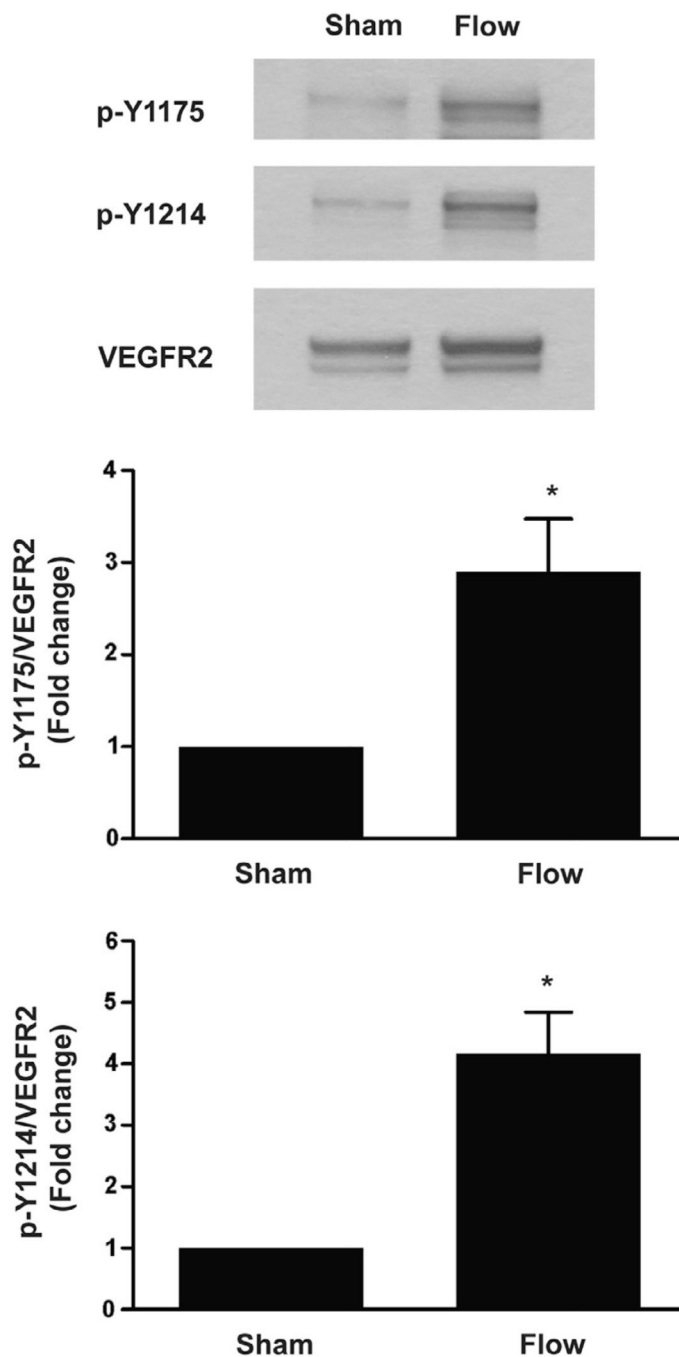 Sham Flow
p-Y1175
p-Y1214
VEGFR2
p-Y1175/VEGFR2
(Fold change)
4
*
3
2
1
0
Sham Flow
p-Y1214/VEGFR2
(Fold change)
6
*
5
4
3
2
1
0
Sham Flow